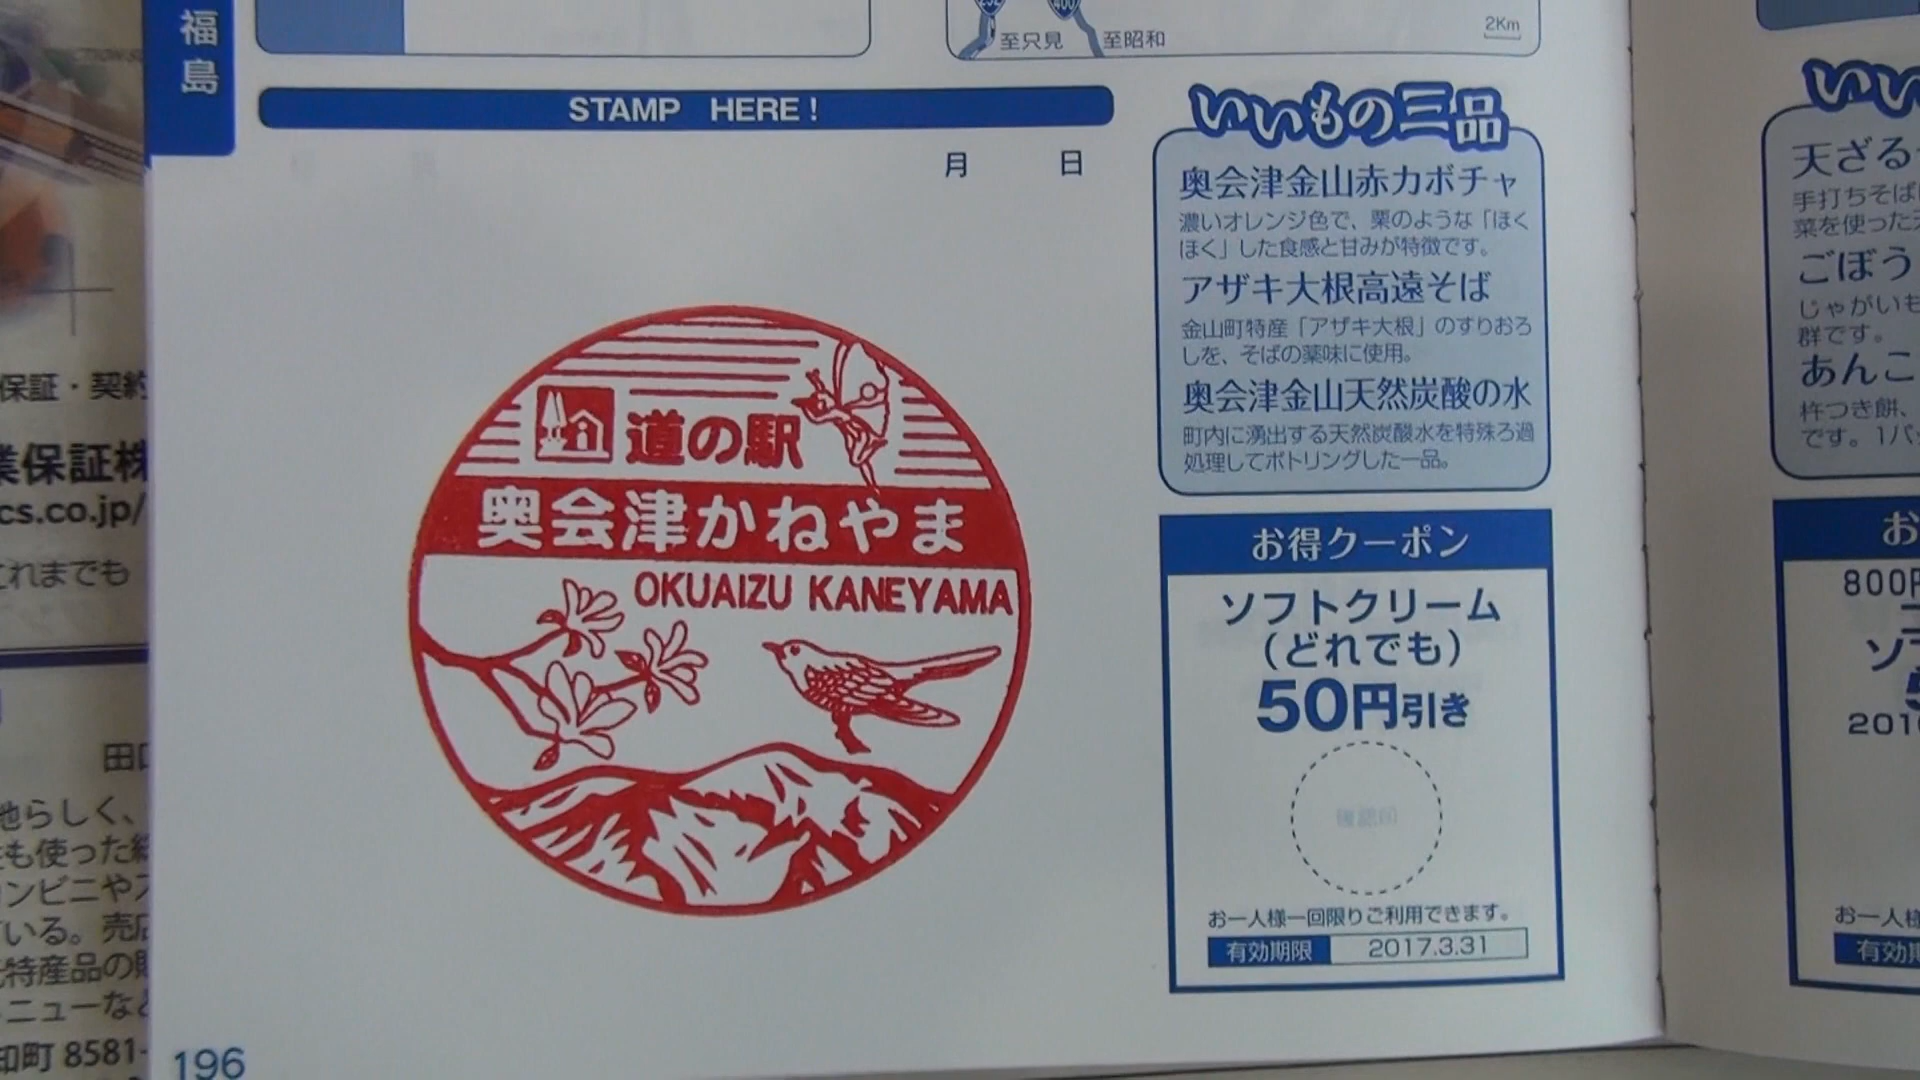 福島
252
400
至只見
至昭和
2Km
STAMP HERE!
月 日
道の駅
奥会津かねやま
OKUAIZU KANEYAMA
いいもの三品
奥会津金山赤カボチャ
濃いオレンジ色で、栗のような「ほく
ほく」した食感と甘みが特徴です。
アザキ大根高遠そば
金山町特産「アザキ大根」のすりおろ
しを、そばの薬味に使用。
奥会津金山天然炭酸の水
町内に湧出する天然炭酸水を特殊ろ過
処理してボトリングした一品。
お得クーポン
ソフトクリーム
(どれでも)
50円引き
確認印
お一人様一回限りご利用できます。
有効期限 2017.3.31
196
保証・契約
業保証株
cs.co.jp/
これまでも
地らしく、
も使った
ンビニや
いる。売店
特産品の
ニューなど
町 8581-
いい
天ざる
手打ちそば
菜を使った天
ごぼう
じゃがいも
群です。
あんこ
杵つき餅、
です。1パ
お
800円
ソ
201
お一人様
有効期